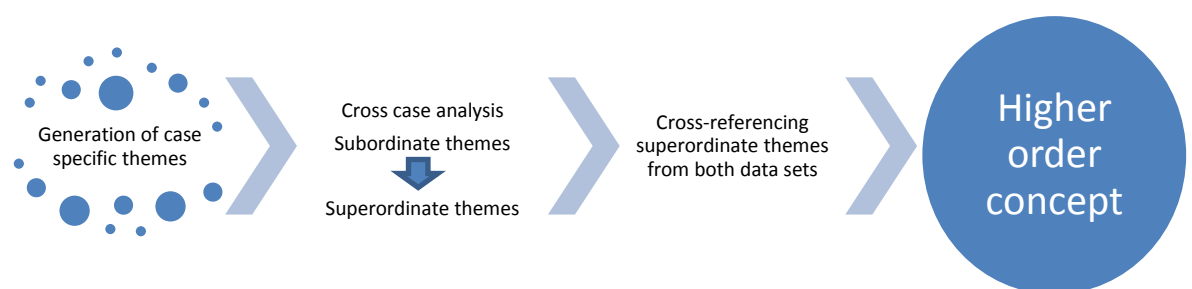 Generation of case
specific themes
Cross case analysis
Subordinate themes
Superordinate themes
Cross-referencing
superordinate themes
from both data sets
Higher
order
concept